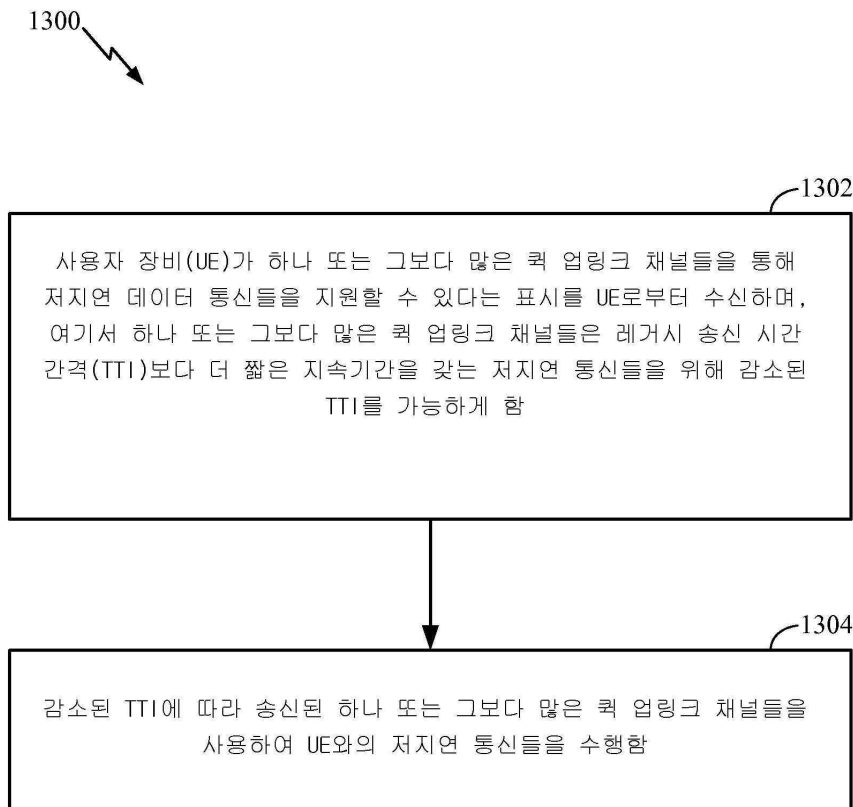 1300
1302
사용자 장비(UE)가 하나 또는 그보다 많은 퀵 업링크 채널들을 통해
저지연 데이터 통신들을 지원할 수 있다는 표시를 UE로부터 수신하며,
여기서 하나 또는 그보다 많은 퀵 업링크 채널들은 레거시 송신 시간
간격(TTI)보다 더 짧은 지속기간을 갖는 저지연 통신들을 위해 감소된
TTI를 가능하게 함
1304
감소된 TTI에 따라 송신된 하나 또는 그보다 많은 퀵 업링크 채널들을
사용하여 UE와의 저지연 통신들을 수행함